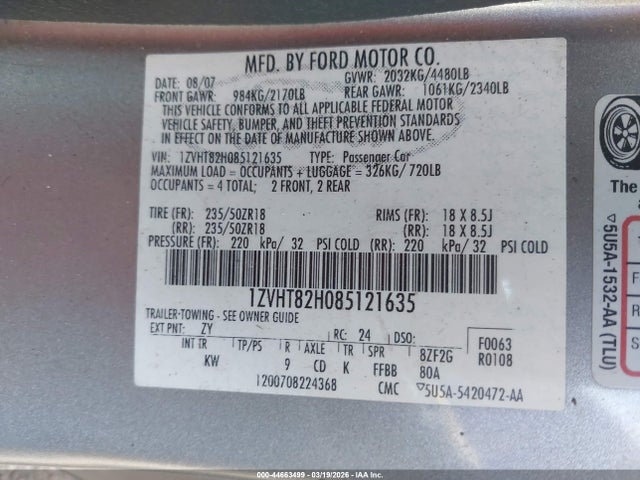 MFD. BY FORD MOTOR CO.
DATE: 08/07 GVWR: 2032KG/4480LB
FRONT GAWR: 984KG/2170LB REAR GAWR: 1061KG/2340LB
THIS VEHICLE CONFORMS TO ALL APPLICABLE FEDERAL MOTOR
VEHICLE SAFETY, BUMPER, AND THEFT PREVENTION STANDARDS
IN EFFECT ON THE DATE OF MANUFACTURE SHOWN ABOVE.
VIN: 1ZVHT82H085121635 TYPE: Passenger Car
MAXIMUM LOAD = OCCUPANTS + LUGGAGE = 326KG/ 720LB
OCCUPANTS = 4 TOTAL; 2 FRONT, 2 REAR
TIRE (FR): 235/50ZR18 RIMS (FR): 18 X 8.5J
(RR): 235/50ZR18 (RR): 18 X 8.5J
PRESSURE (FR): 220 kPa/ 32 PSI COLD (RR): 220 kPa/ 32 PSI COLD
1ZVHT82H085121635
TRAILER-TOWING - SEE OWNER GUIDE
EXT PNT: ZY RC: 24 DSO: F0063
INT TR TP/PS R AXLE TR SPR 8ZF2G R0108
KW 9 CD K FFBB 80A
1200708224368 CMC ▽5U5A-5420472-AA
The
▽5U5A-1532-AA (TLU)
F
R
S
000-44663499 - 03/19/2026 - IAA Inc.